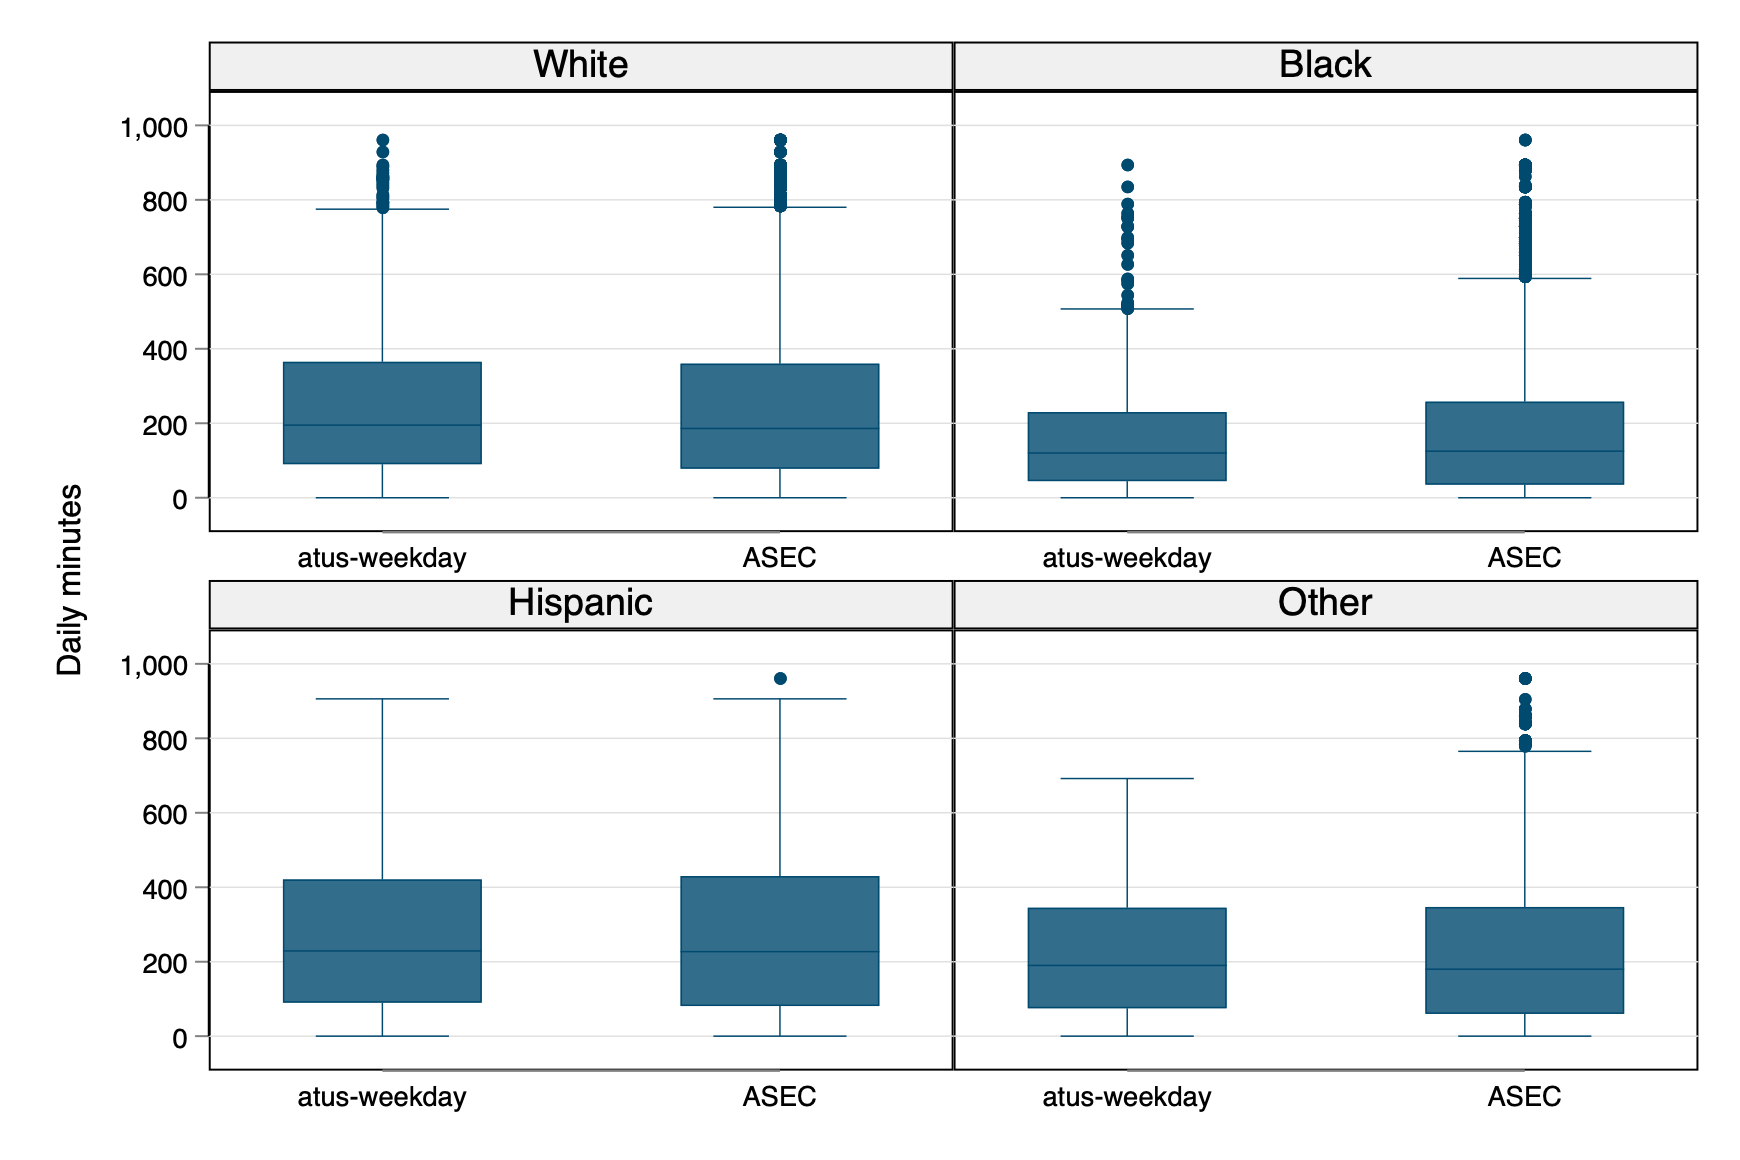 White
Black
1,000
800
600
400
200
0
atus-weekday
ASEC
atus-weekday
ASEC
Daily minutes
Hispanic
Other
1,000
800
600
400
200
0
atus-weekday
ASEC
atus-weekday
ASEC